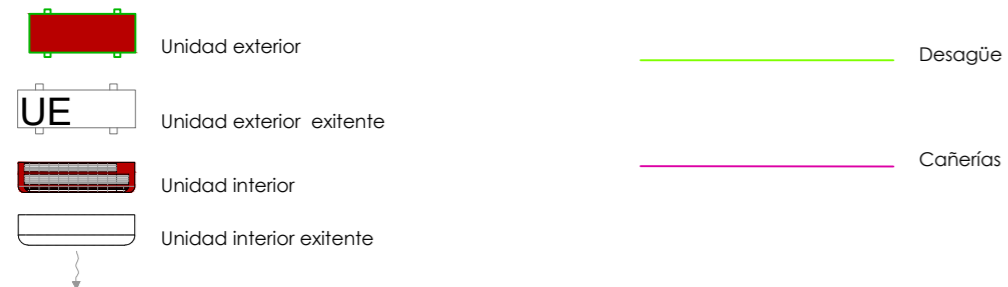 Unidad exterior
UE
Unidad exterior exitente
Unidad interior
Unidad interior exitente
Desagüe
Cañerías